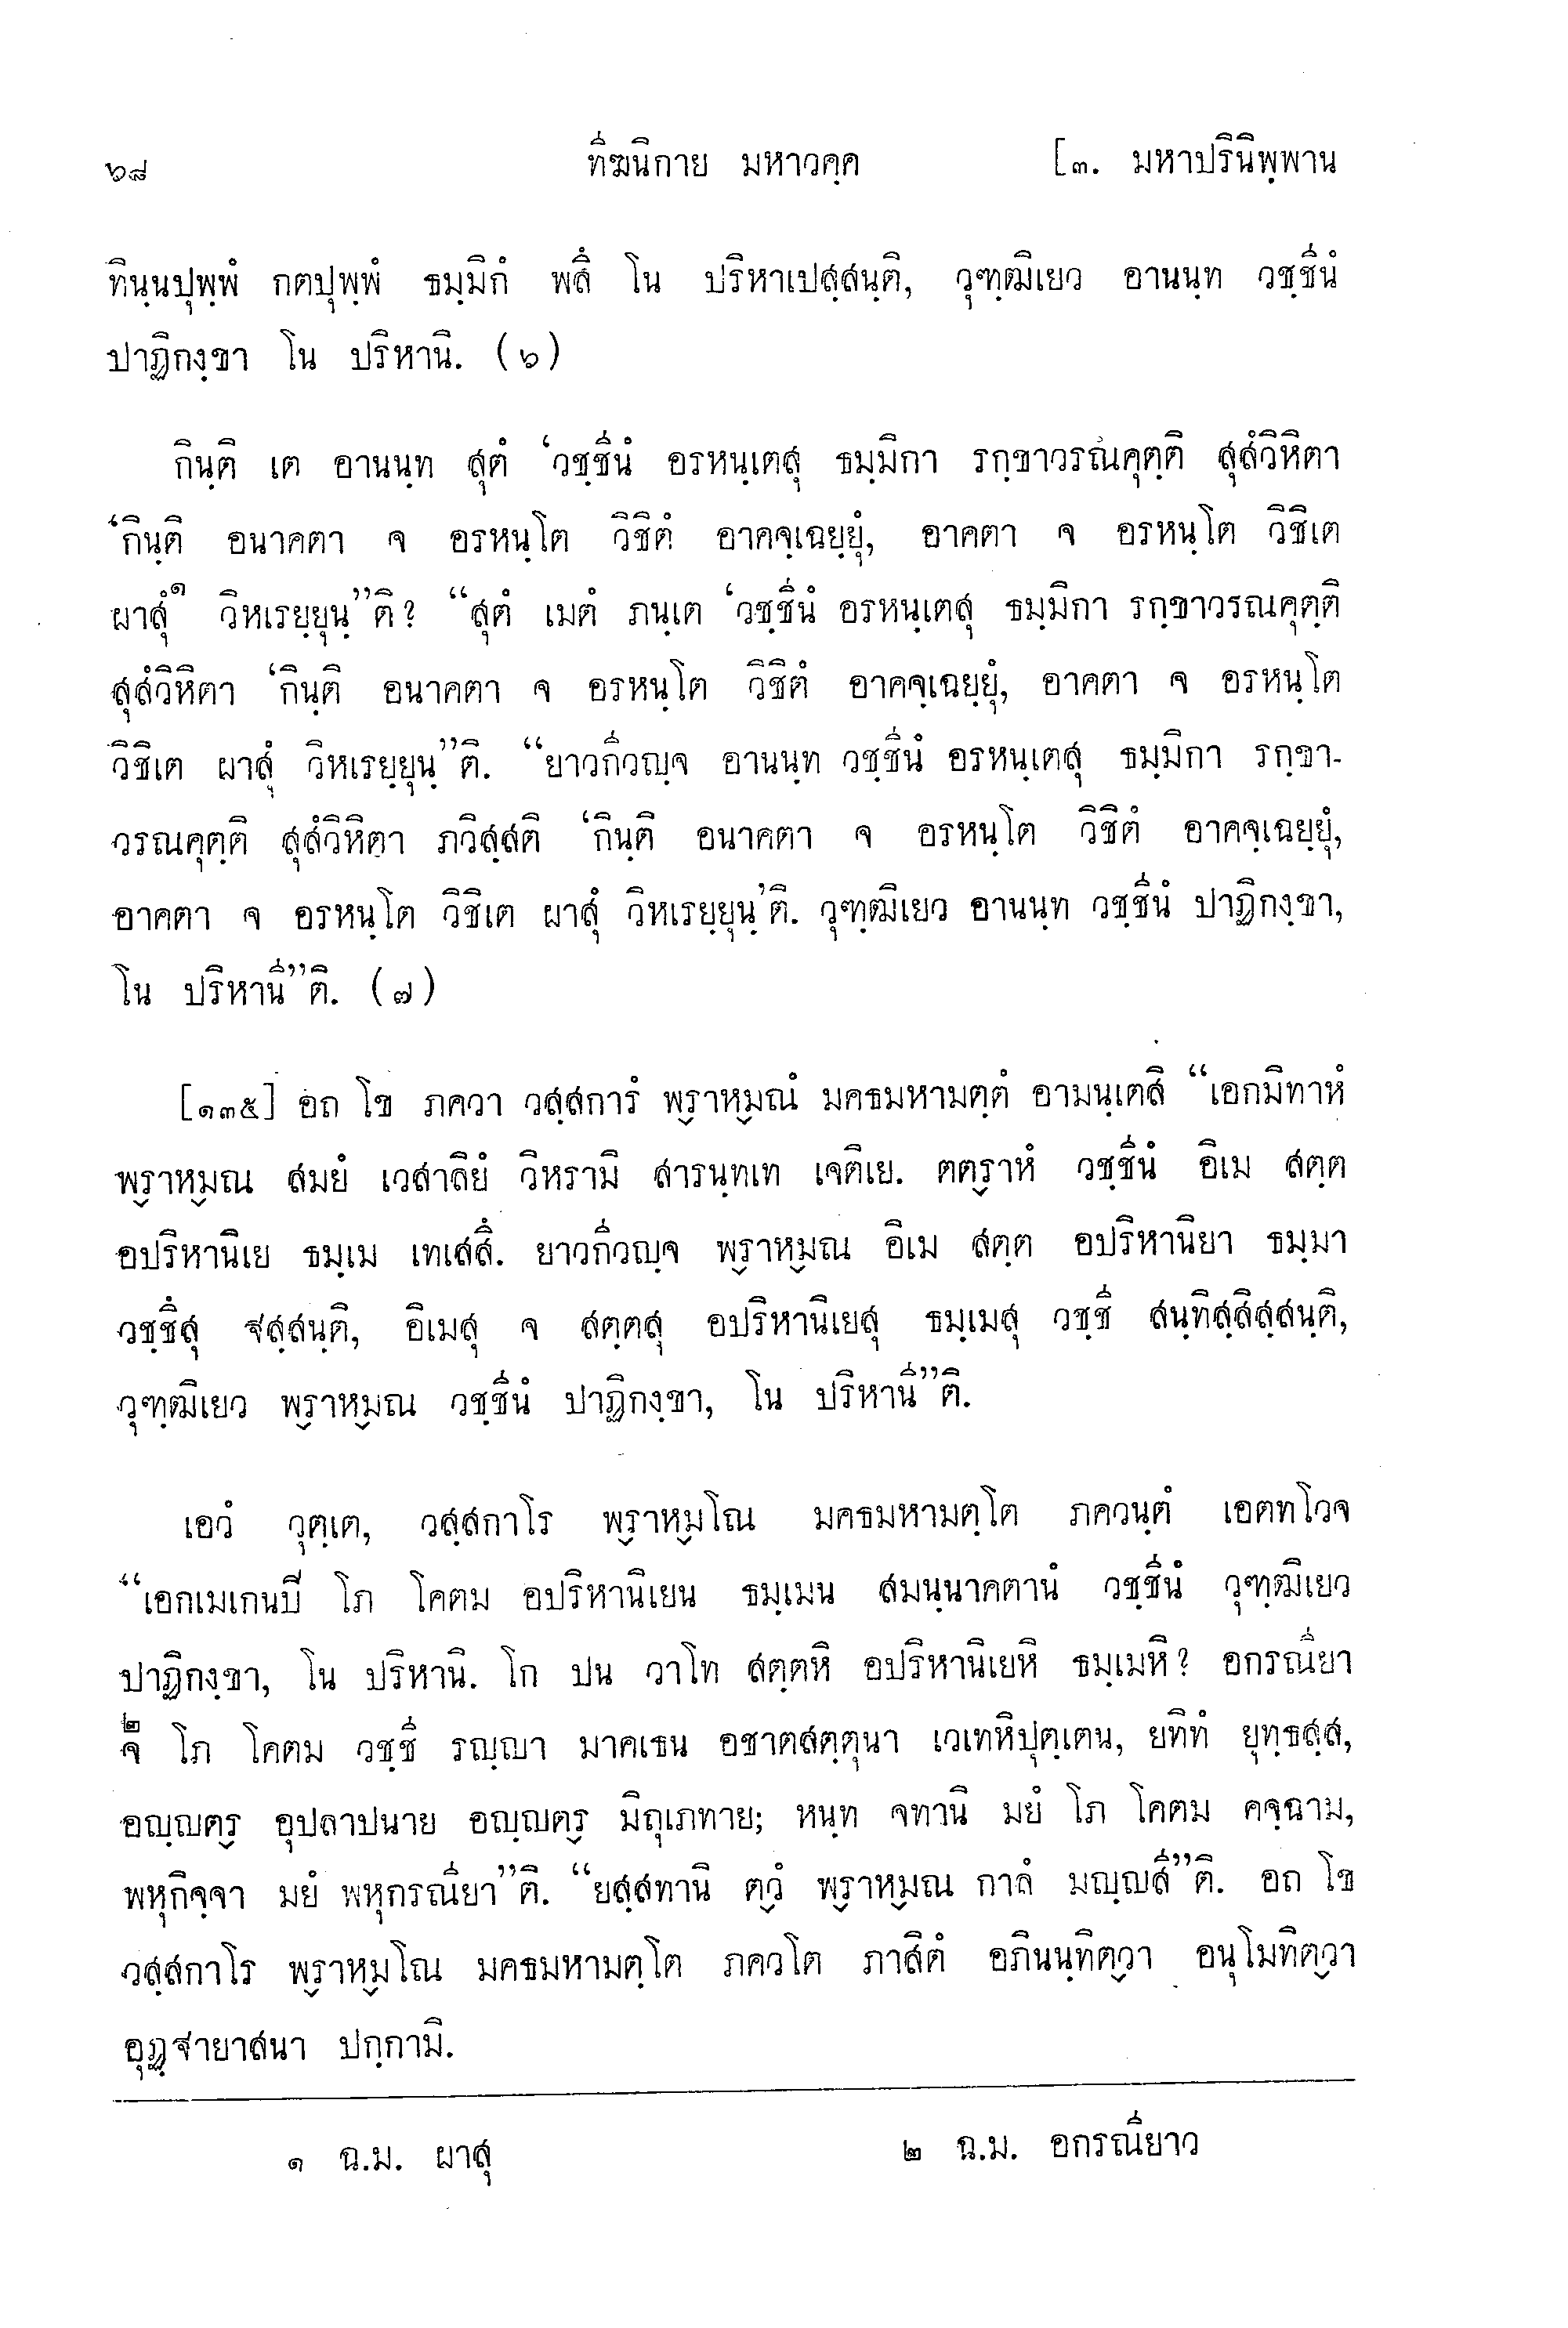 ๖๘ ทีฆนิกาย มหาวคฺค [๓. มหาปรินิพฺพาน
ทินฺนปุพฺพํ กตปุพฺพํ ธมฺมิกํ พลึ โน ปริหาเปสฺสนฺติ, วุฑฺฒิเยว อานนฺท วชฺชีนํ
ปาฏิกงฺขา โน ปริหานิ. (๖)
กินฺติ เต อานนฺท สุตํ ‘วชฺชีนํ อรหนฺเตสุ ธมฺมิกา รกฺขาวรณคุตฺติ สุสํวิหิตา
‘กินฺติ อนาคตา จ อรหนฺโต วิชิตํ อาคจฺเฉยฺยุํ, อาคตา จ อรหนฺโต วิชิเต
ผาสุํ๑ วิหเรยฺยุนฺ”ติ? “สุตํ เมตํ ภนฺเต ‘วชฺชีนํ อรหนฺเตสุ ธมฺมิกา รกฺขาวรณคุตฺติ
สุสํวิหิตา ‘กินฺติ อนาคตา จ อรหนฺโต วิชิตํ อาคจฺเฉยฺยุํ, อาคตา จ อรหนฺโต
วิชิเต ผาสุํ วิหเรยฺยุนฺ”ติ. “ยาวกีวญฺจ อานนฺท วชฺชีนํ อรหนฺเตสุ ธมฺมิกา รกฺขา-
วรณคุตฺติ สุสํวิหิตา ภวิสฺสติ ‘กินฺติ อนาคตา จ อรหนฺโต วิชิตํ อาคจฺเฉยฺยุํ,
อาคตา จ อรหนฺโต วิชิเต ผาสุํ วิหเรยฺยุนฺ’ติ. วุฑฺฒิเยว อานนฺท วชฺชีนํ ปาฏิกงฺขา,
โน ปริหานี”ติ. (๗)
[๑๓๕] อถ โข ภควา วสฺสการํ พฺราหฺมณํ มคธมหามตฺตํ อามนฺเตสิ “เอกมิทาหํ
พฺราหฺมณ สมยํ เวสาลิยํ วิหรามิ สารนฺทเท เจติเย. ตตฺราหํ วชฺชีนํ อิเม สตฺต
อปริหานิเย ธมฺเม เทเสสึ. ยาวกีวญฺจ พฺราหฺมณ อิเม สตฺต อปริหานิยา ธมฺมา
วชฺชีสุ ฐสฺสนฺติ, อิเมสุ จ สตฺตสุ อปริหานิเยสุ ธมฺเมสุ วชฺชี สนฺทิสฺสิสฺสนฺติ,
วุฑฺฒิเยว พฺราหฺมณ วชฺชีนํ ปาฏิกงฺขา, โน ปริหานี”ติ.
เอวํ วุตฺเต, วสฺสกาโร พฺราหฺมโณ มคธมหามตฺโต ภควนฺตํ เอตทโวจ
“เอกเมเกนปิ โภ โคตม อปริหานิเยน ธมฺเมน สมนฺนาคตานํ วชฺชีนํ วุฑฺฒิเยว
ปาฏิกงฺขา, โน ปริหานิ. โก ปน วาโท สตฺตหิ อปริหานิเยหิ ธมฺเมหิ? อกรณียา
จ๒ โภ โคตม วชฺชี รญฺญา มาคเธน อชาตสตฺตุนา เวเทหิปุตฺเตน, ยทิทํ ยุทฺธสฺส,
อญฺญตฺร อุปลาปนาย อญฺญตฺร มิถุเภทาย; หนฺท จทานิ มยํ โภ โคตม คจฺฉาม,
พหุกิจฺจา มยํ พหุกรณียา”ติ. “ยสฺสทานิ ตฺวํ พฺราหฺมณ กาลํ มญฺญสี”ติ. อถ โข
วสฺสกาโร พฺราหฺมโณ มคธมหามตฺโต ภควโต ภาสิตํ อภินนฺทิตฺวา อนุโมทิตฺวา
อุฏฺฐายาสนา ปกฺกามิ.
๑ ฉ.ม. ผาสุ ๒ ฉ.ม. อกรณียาว